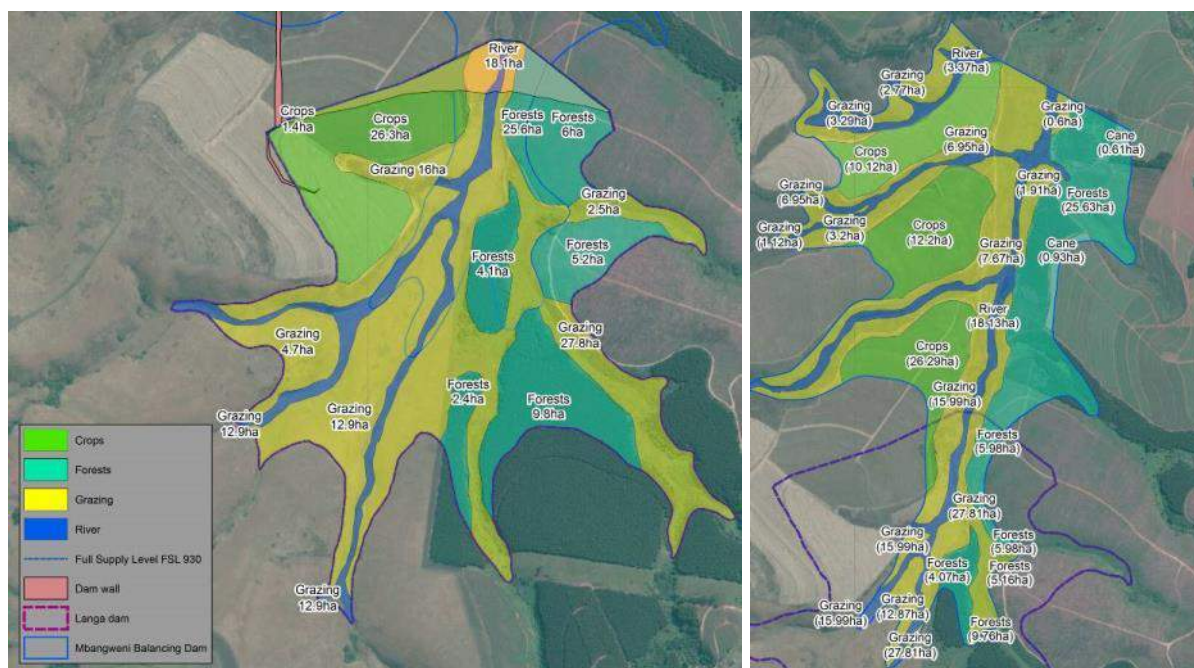 River
18.1ha
Crops
1.4ha
Crops
26.3ha
Forests
25.6ha
Forests
6ha
Grazing 16ha
Grazing
2.5ha
Forests
5.2ha
Forests
4.1ha
Grazing
4.7ha
Grazing
27.8ha
Forests
2.4ha
Forests
9.8ha
Grazing
12.9ha
Grazing
12.9ha
Grazing
12.9ha
Crops
Forests
Grazing
River
Full Supply Level FSL 930
Dam wall
Langa dam
Mbangweni Balancing Dam
River
(3.37ha)
Grazing
(2.77ha)
Grazing
(3.29ha)
Grazing
(0.6ha)
Grazing
(6.95ha)
Cane
(0.61ha)
Crops
(10.12ha)
Grazing
(1.91ha)
Grazing
(6.95ha)
Forests
(25.63ha)
Grazing
(3.2ha)
Grazing
(1.12ha)
Crops
(12.2ha)
Grazing
(7.67ha)
Cane
(0.93ha)
River
(18.13ha)
Crops
(26.29ha)
Grazing
(15.99ha)
Forests
(5.98ha)
Grazing
(27.81ha)
Grazing
(15.99ha)
Forests
(5.98ha)
Forests
(4.07ha)
Forests
(5.16ha)
Grazing
(15.99ha)
Grazing
(12.87ha)
Forests
(9.76ha)
Grazing
(27.81ha)